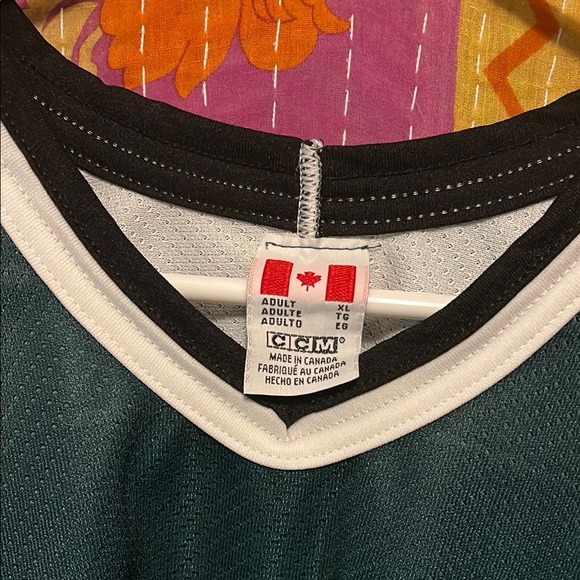 ADULT XL
ADULTE TG
ADULTO EG
CCM®
MADE IN CANADA
FABRIQUÉ AU CANADA
HECHO EN CANADA